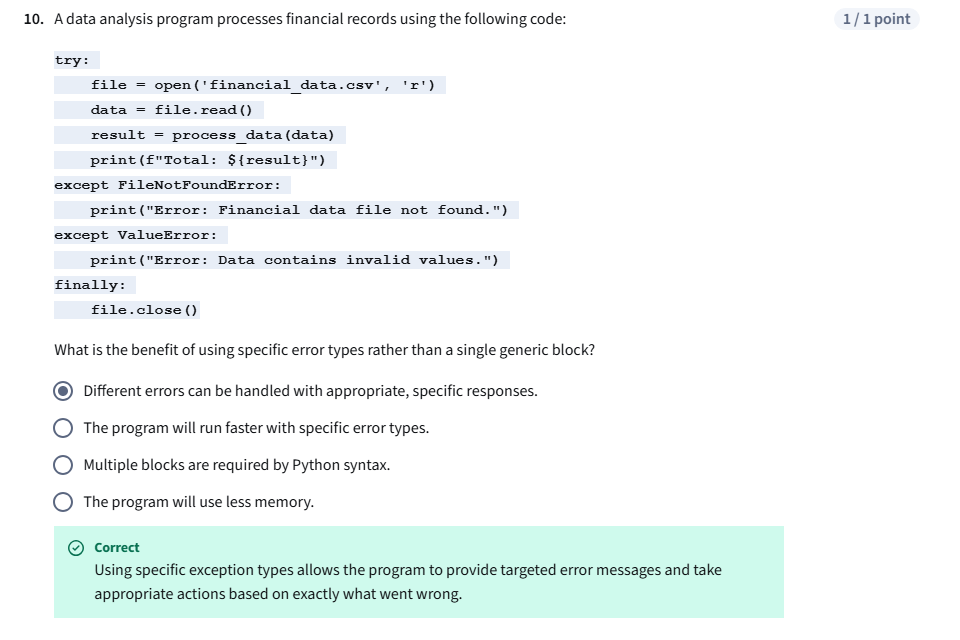 10. A data analysis program processes financial records using the following code:
1 / 1 point
try:
    file = open('financial_data.csv', 'r')
    data = file.read()
    result = process_data(data)
    print(f"Total: ${result}")
except FileNotFoundError:
    print("Error: Financial data file not found.")
except ValueError:
    print("Error: Data contains invalid values.")
finally:
    file.close()
What is the benefit of using specific error types rather than a single generic block?
Different errors can be handled with appropriate, specific responses.
The program will run faster with specific error types.
Multiple blocks are required by Python syntax.
The program will use less memory.
Correct
Using specific exception types allows the program to provide targeted error messages and take
appropriate actions based on exactly what went wrong.